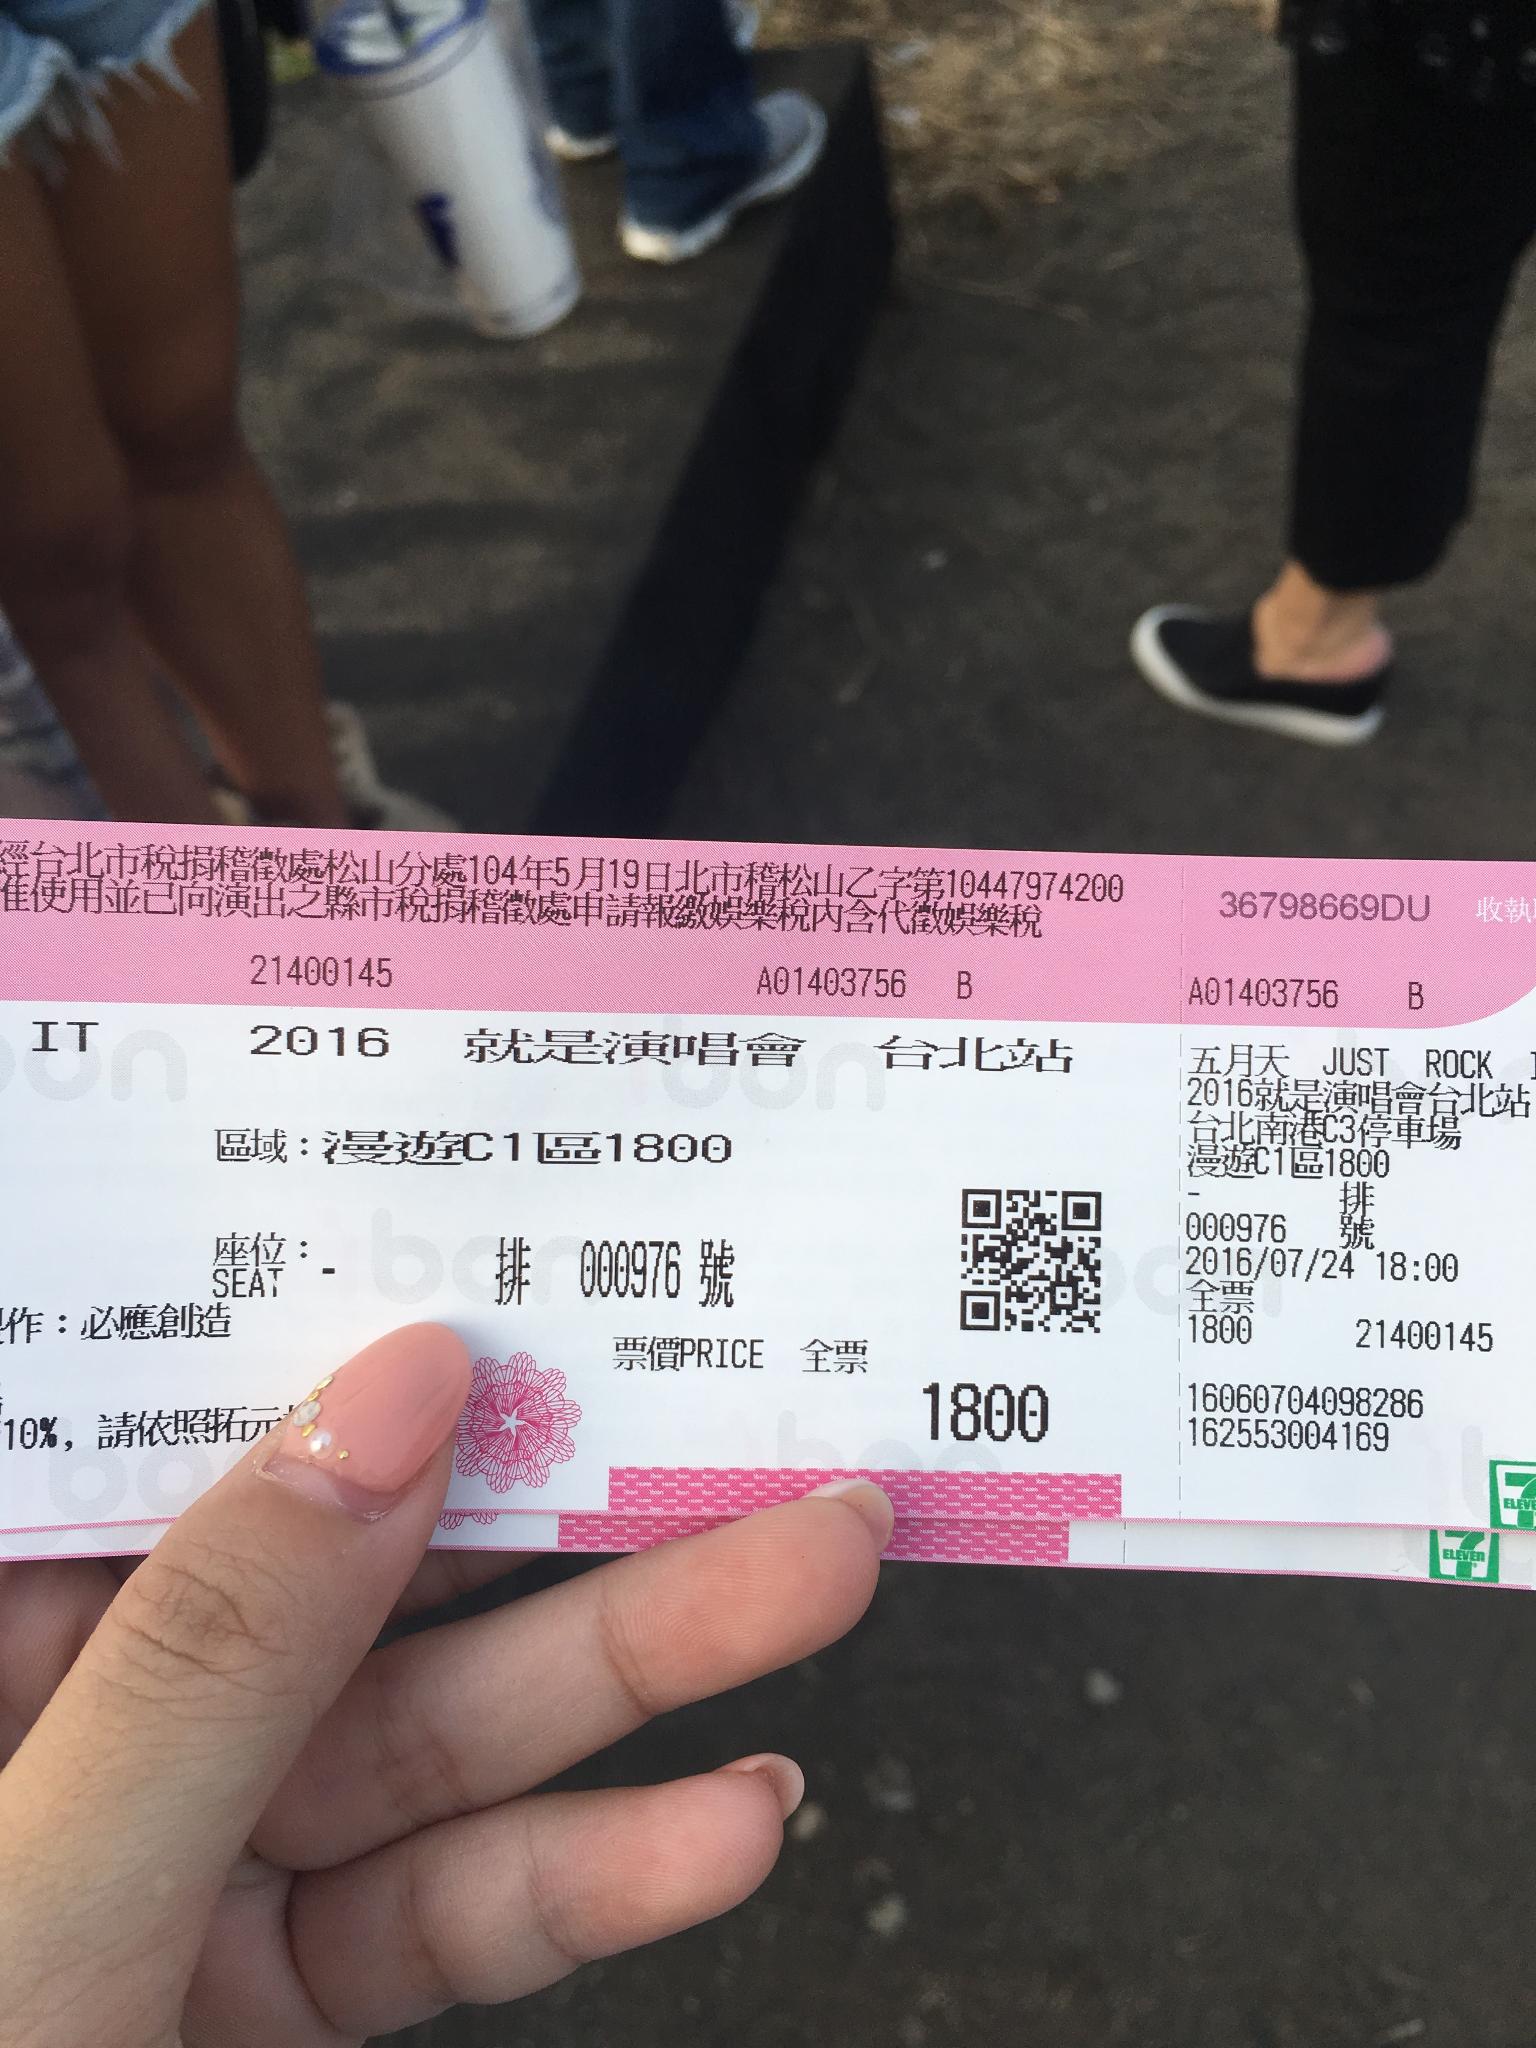 經台北市稅捐稽徵處松山分處104年5月19日北市稽松山乙字第10447974200
准使用並已向演出之縣市稅捐稽徵處申請報繳娛樂稅內含代徵娛樂稅
21400145 A01403756 B
IT 2016 就是演唱會 台北站
區域：漫遊C1區1800
座位： - 排 000976 號
SEAT
作：必應創造
票價PRICE 全票
1800
10%, 請依照拓元
36798669DU 收執
A01403756 B
五月天 JUST ROCK I
2016就是演唱會台北站
台北南港C3停車場
漫遊C1區1800
- 排
000976 號
2016/07/24 18:00
全票
1800 21400145
16060704098286
162553004169
7
ELEVE
7
ELEVEN